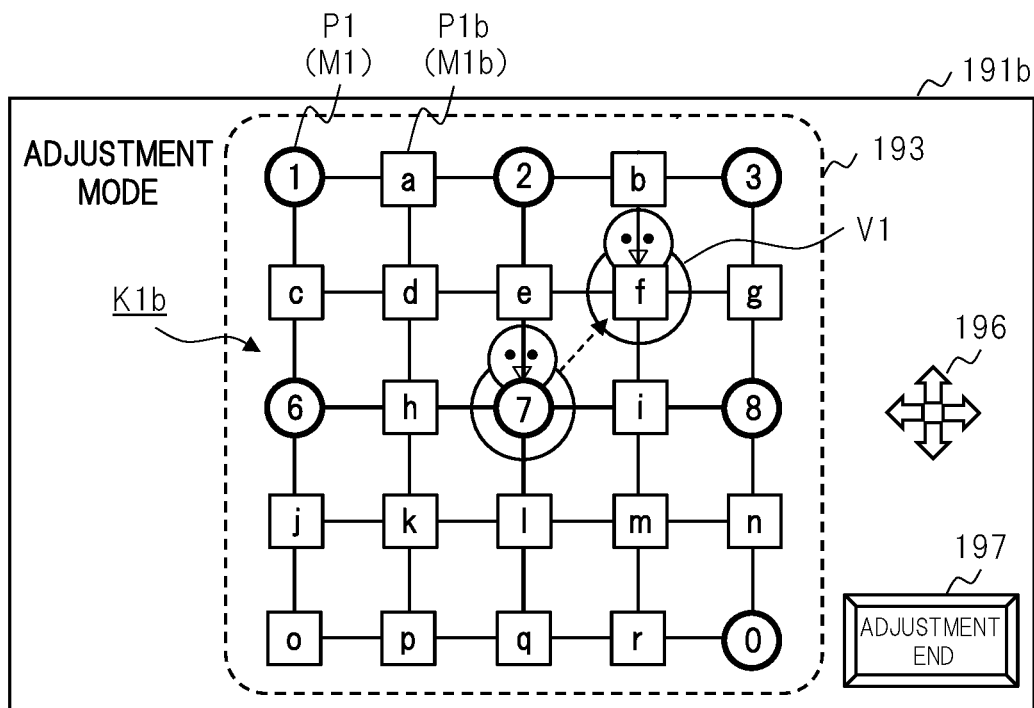 P1 P1b
(M1) (M1b)
191b
ADJUSTMENT
MODE
193
1 a 2 b 3
V1
c d e f g
K1b
196
6 h 7 i 8
j k l m n
197
o p q r 0
ADJUSTMENT
END